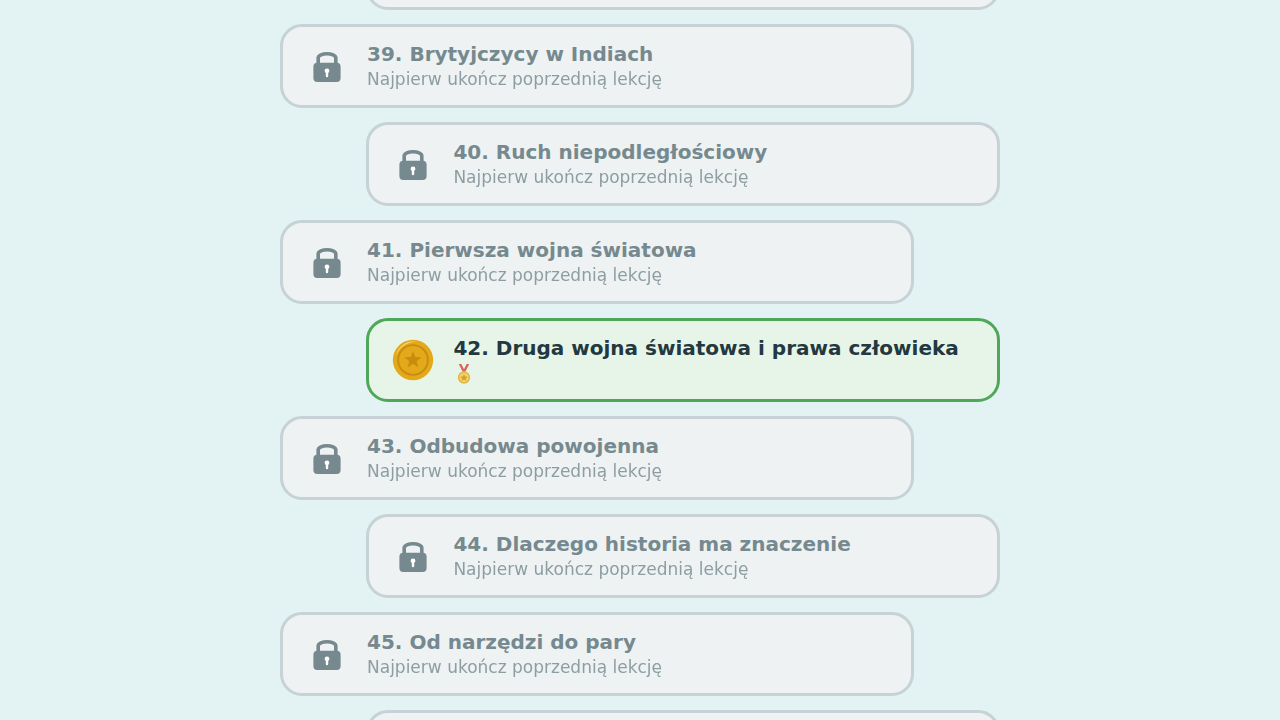 39. Brytyjczycy w Indiach
Najpierw ukończ poprzednią lekcję
40. Ruch niepodległościowy
Najpierw ukończ poprzednią lekcję
41. Pierwsza wojna światowa
Najpierw ukończ poprzednią lekcję
42. Druga wojna światowa i prawa człowieka
43. Odbudowa powojenna
Najpierw ukończ poprzednią lekcję
44. Dlaczego historia ma znaczenie
Najpierw ukończ poprzednią lekcję
45. Od narzędzi do pary
Najpierw ukończ poprzednią lekcję